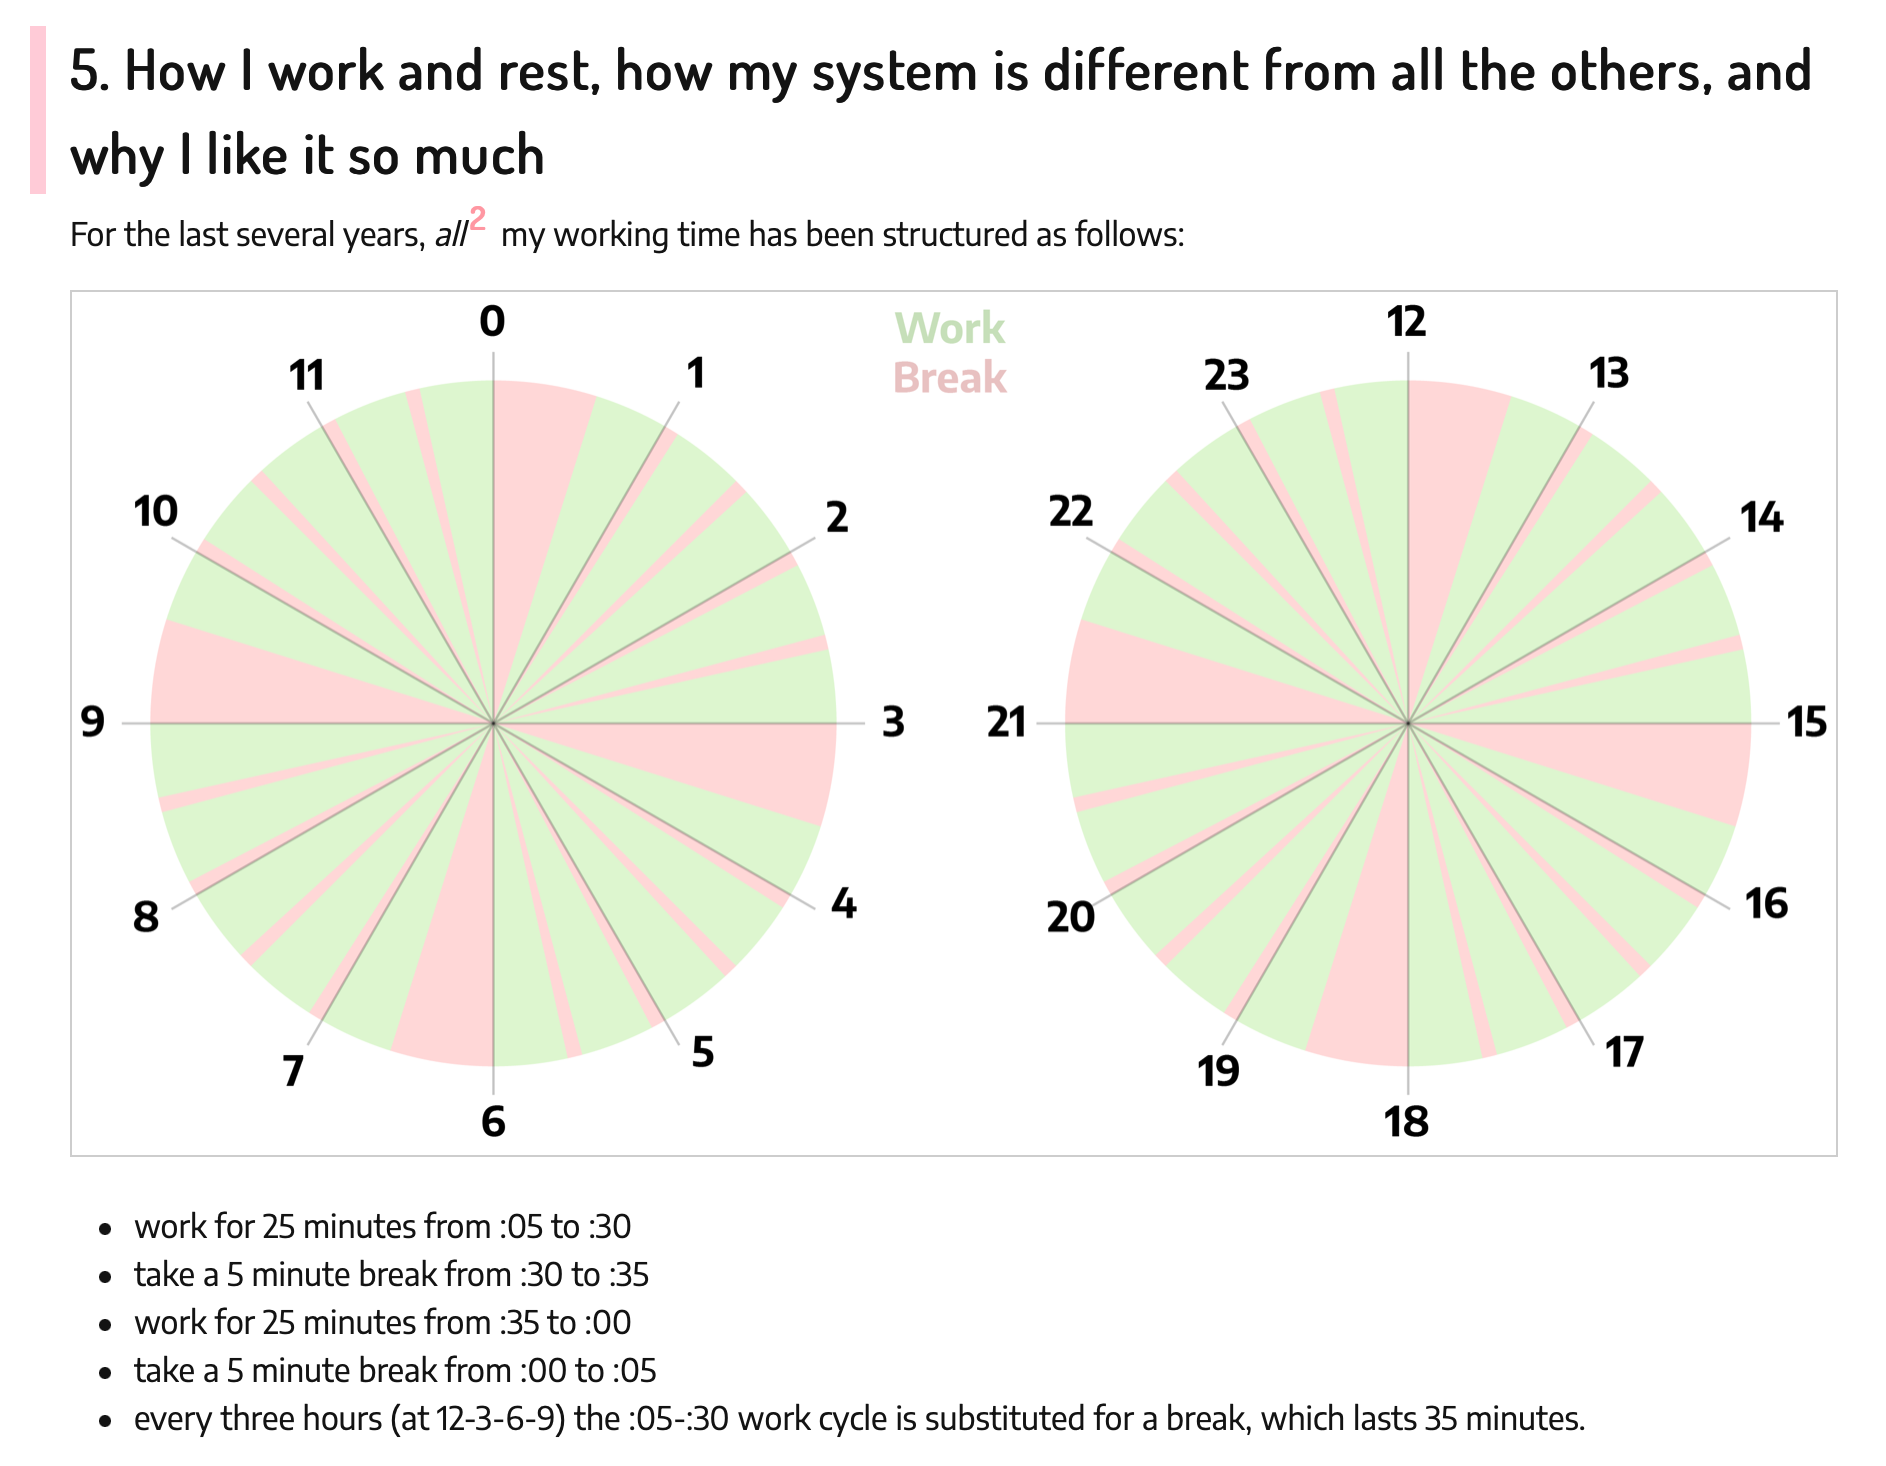 5. How I work and rest, how my system is different from all the others, and
why I like it so much
For the last several years, all2 my working time has been structured as follows:
Work
Break
0
1
2
3
4
5
6
7
8
9
10
11
12
13
14
15
16
17
18
19
20
21
22
23
• work for 25 minutes from :05 to :30
• take a 5 minute break from :30 to :35
• work for 25 minutes from :35 to :00
• take a 5 minute break from :00 to :05
• every three hours (at 12-3-6-9) the :05-:30 work cycle is substituted for a break, which lasts 35 minutes.